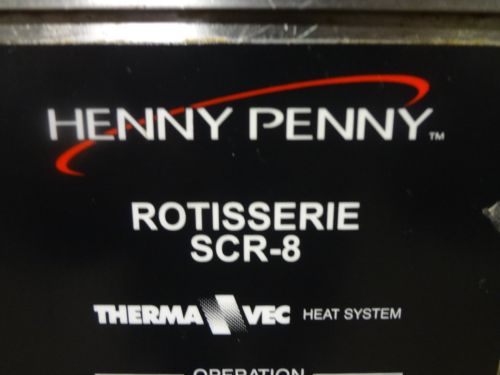 HENNY PENNY™
ROTISSERIE
SCR-8
THERMA VEC HEAT SYSTEM
OPERATION